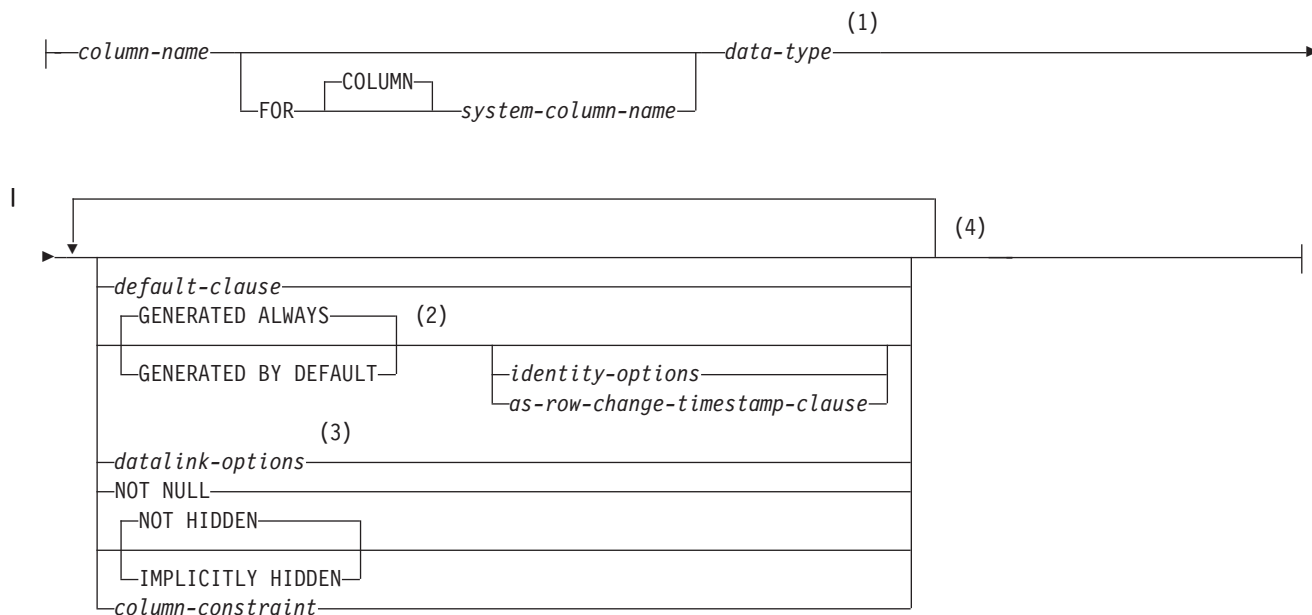 (1)
column-name data-type
COLUMN
FOR system-column-name
(4)
default-clause
GENERATED ALWAYS (2)
GENERATED BY DEFAULT identity-options
as-row-change-timestamp-clause
(3)
datalink-options
NOT NULL
NOT HIDDEN
IMPLICITLY HIDDEN
column-constraint